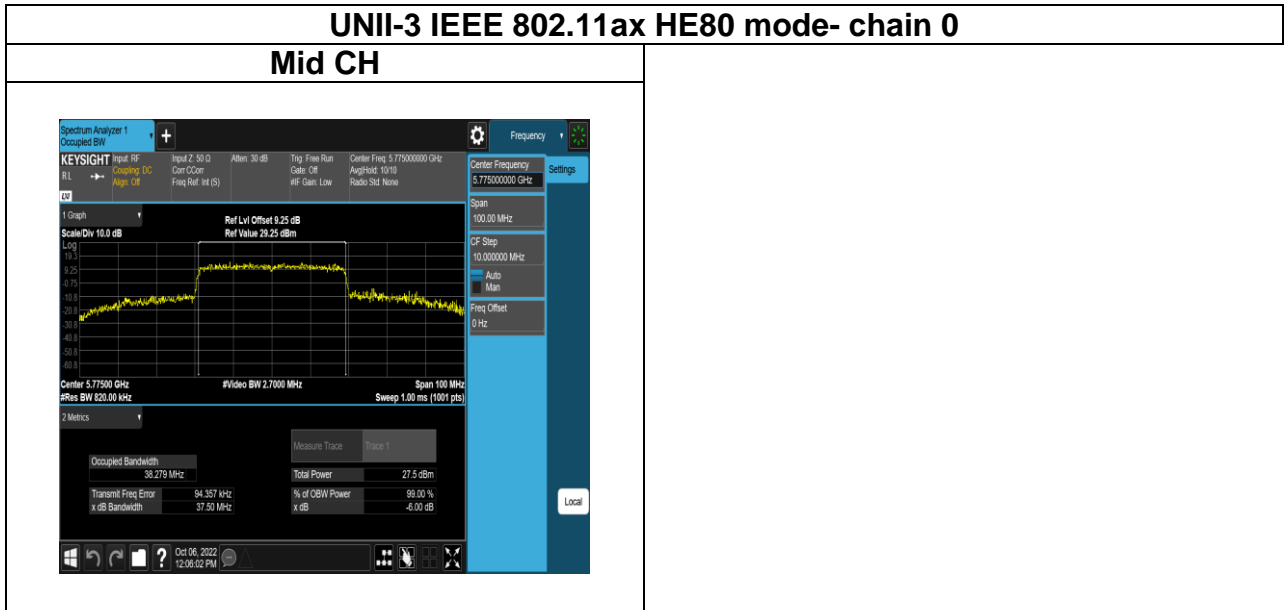 UNII-3 IEEE 802.11ax HE80 mode- chain 0
Mid CH
Spectrum Analyzer 1
Occupied BW
Frequency
KEYSIGHT
Input: RF
Coupling: DC
Align: Off
Input Z: 50 Ω
Corr CCorr
Freq Ref: Int (S)
Atten: 30 dB
Trig: Free Run
Gate: Off
#IF Gain: Low
Center Freq: 5.775000000 GHz
Avg|Hold: 10/10
Radio Std: None
R L
Center Frequency
5.775000000 GHz
Settings
Span
100.00 MHz
CF Step
10.000000 MHz
Auto
Man
Freq Offset
0 Hz
1 Graph
Scale/Div 10.0 dB
Ref Lvl Offset 9.25 dB
Ref Value 29.25 dBm
Log
19.3
9.25
-0.75
-10.8
-20.8
-30.8
-40.8
-50.8
-60.8
Center 5.77500 GHz
#Video BW 2.7000 MHz
Span 100 MHz
#Res BW 820.00 kHz
Sweep 1.00 ms (1001 pts)
2 Metrics
Measure Trace
Trace 1
Occupied Bandwidth
38.279 MHz
Total Power
27.5 dBm
Transmit Freq Error
94.357 kHz
% of OBW Power
99.00 %
x dB Bandwidth
37.50 MHz
x dB
-6.00 dB
Local
Oct 06, 2022
12:06:02 PM